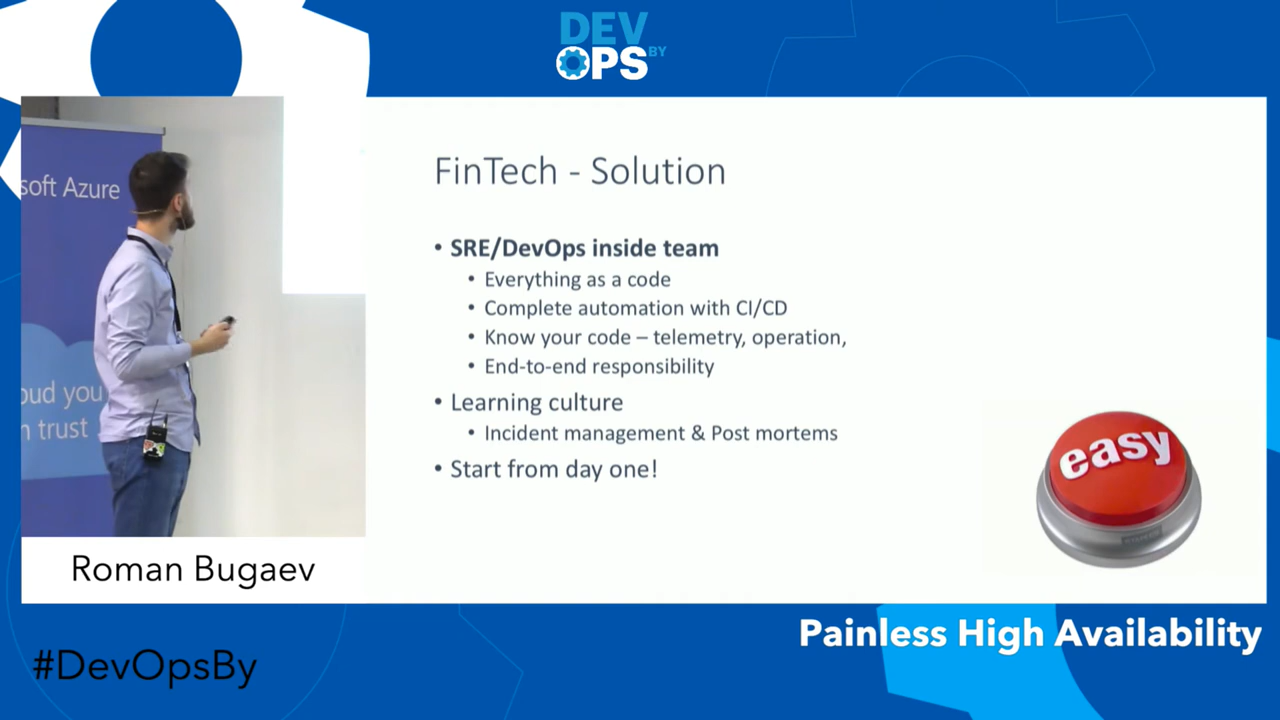 DEV
OPS BY
soft Azure
oud you
n trust
FinTech - Solution
• SRE/DevOps inside team
• Everything as a code
• Complete automation with CI/CD
• Know your code – telemetry, operation,
• End-to-end responsibility
• Learning culture
• Incident management & Post mortems
• Start from day one!
easy
Roman Bugaev
Painless High Availability
#DevOpsBy